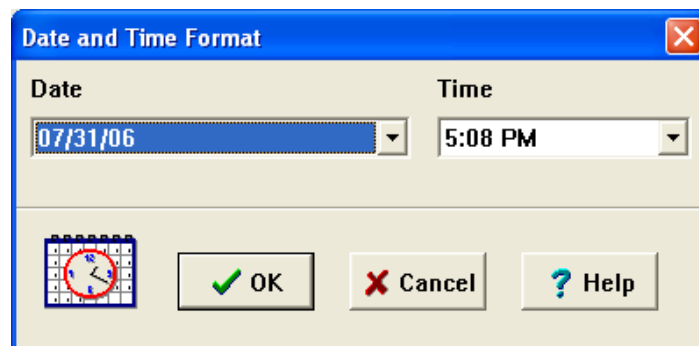 Date and Time Format
Date Time
07/31/06 5:08 PM
OK Cancel Help